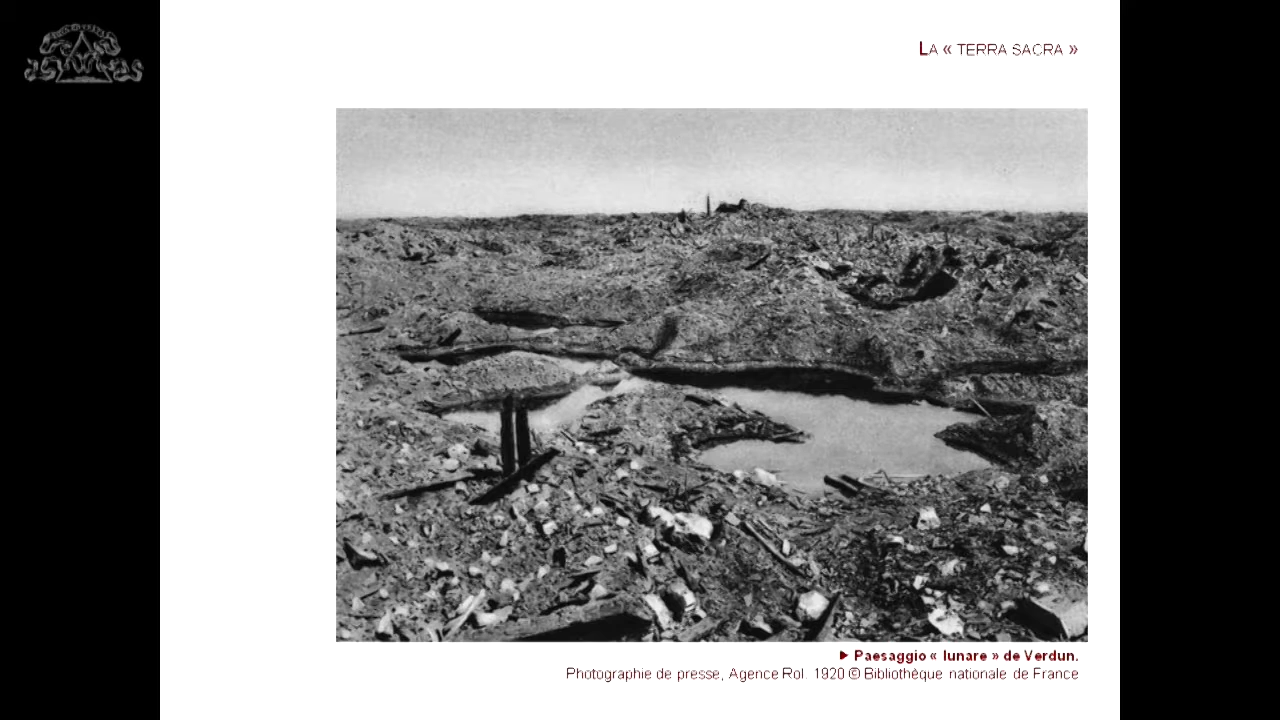 LA « TERRA SACRA »
► Paesaggio « lunare » de Verdun.
Photographie de presse, Agence Rol. 1920 © Bibliothèque nationale de France